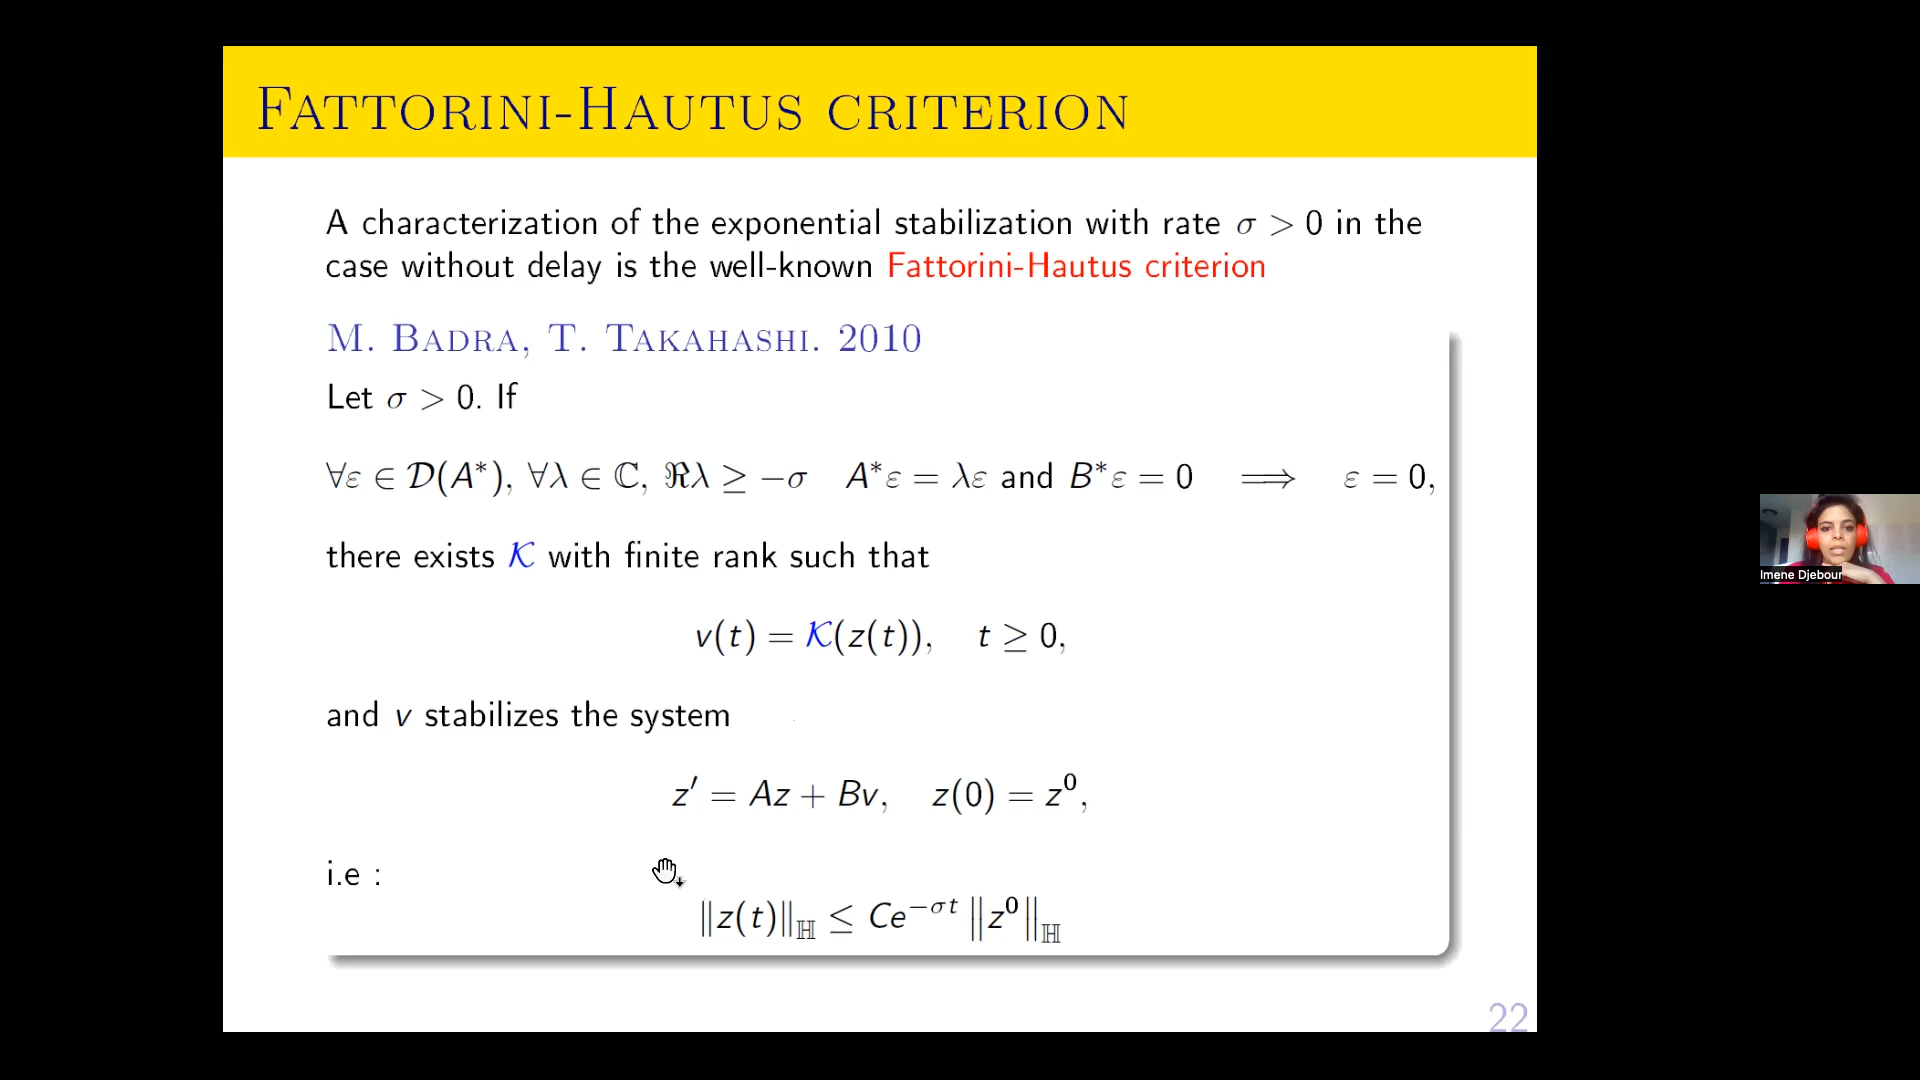 FATTORINI-HAUTUS CRITERION
A characterization of the exponential stabilization with rate σ > 0 in the
case without delay is the well-known Fattorini-Hautus criterion
M. BADRA, T. TAKAHASHI. 2010
Let σ > 0. If
∀ε ∈ 𝒟(A*), ∀λ ∈ ℂ, ℜλ ≥ −σ A*ε = λε and B*ε = 0 ⟹ ε = 0,
there exists 𝒦 with finite rank such that
v(t) = 𝒦(z(t)), t ≥ 0,
and v stabilizes the system
z′ = Az + Bv, z(0) = z⁰,
i.e :
‖z(t)‖_ℍ ≤ Ce^{−σt} ‖z⁰‖_ℍ
22
Imene Djebour